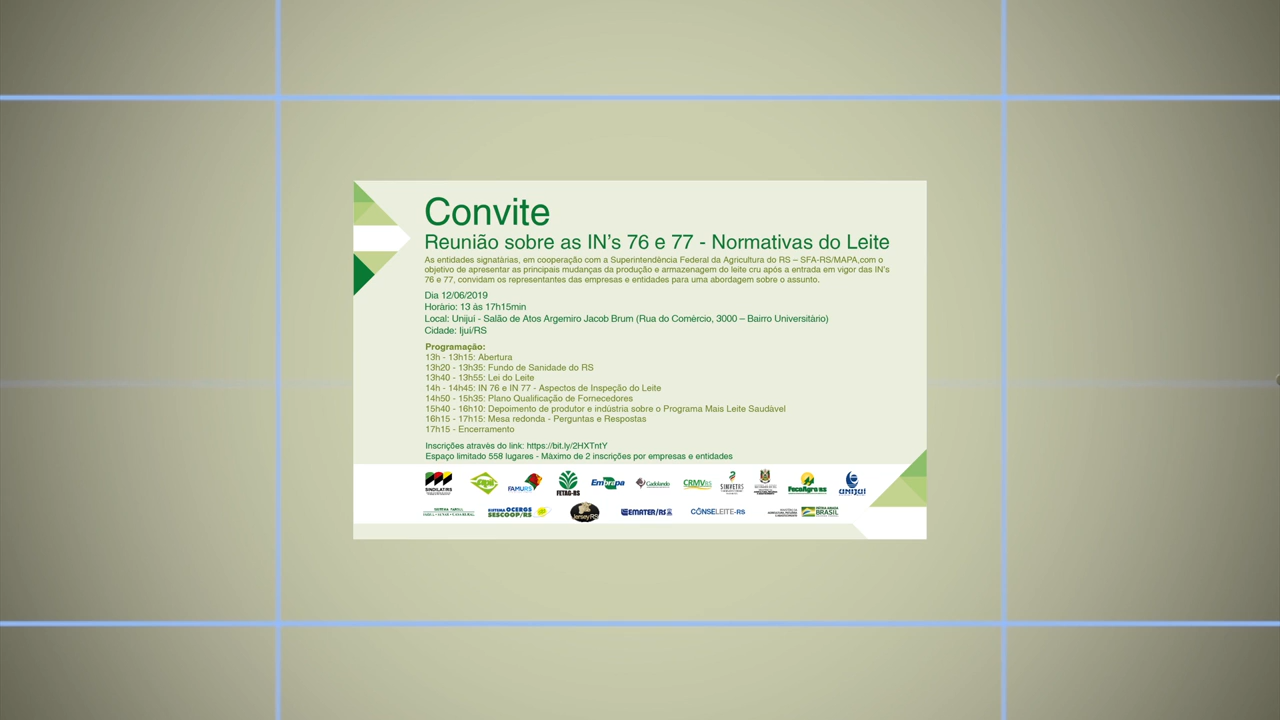 Convite
Reunião sobre as IN's 76 e 77 - Normativas do Leite
As entidades signatárias, em cooperação com a Superintendência Federal da Agricultura do RS – SFA-RS/MAPA,com o
objetivo de apresentar as principais mudanças da produção e armazenagem do leite cru após a entrada em vigor das IN's
76 e 77, convidam os representantes das empresas e entidades para uma abordagem sobre o assunto.
Dia 12/06/2019
Horário: 13 às 17h15min
Local: Unijuí - Salão de Atos Argemiro Jacob Brum (Rua do Comércio, 3000 – Bairro Universitário)
Cidade: Ijuí/RS
Programação:
13h - 13h15: Abertura
13h20 - 13h35: Fundo de Sanidade do RS
13h40 - 13h55: Lei do Leite
14h - 14h45: IN 76 e IN 77 - Aspectos de Inspeção do Leite
14h50 - 15h35: Plano Qualificação de Fornecedores
15h40 - 16h10: Depoimento de produtor e indústria sobre o Programa Mais Leite Saudável
16h15 - 17h15: Mesa redonda - Perguntas e Respostas
17h15 - Encerramento
Inscrições através do link: https://bit.ly/2HXTntY
Espaço limitado 558 lugares - Máximo de 2 inscrições por empresas e entidades
SINDILAT/RS FAMURS FETAG-RS Embrapa Gadolando CRMVRS SIMVETRS FecoAgro RS UNIJUÍ
SISTEMA FARSUL SISTEMA OCERGS SESCOOP/RS Jersey RS EMATER/RS CONSELEITE-RS PÁTRIA AMADA BRASIL